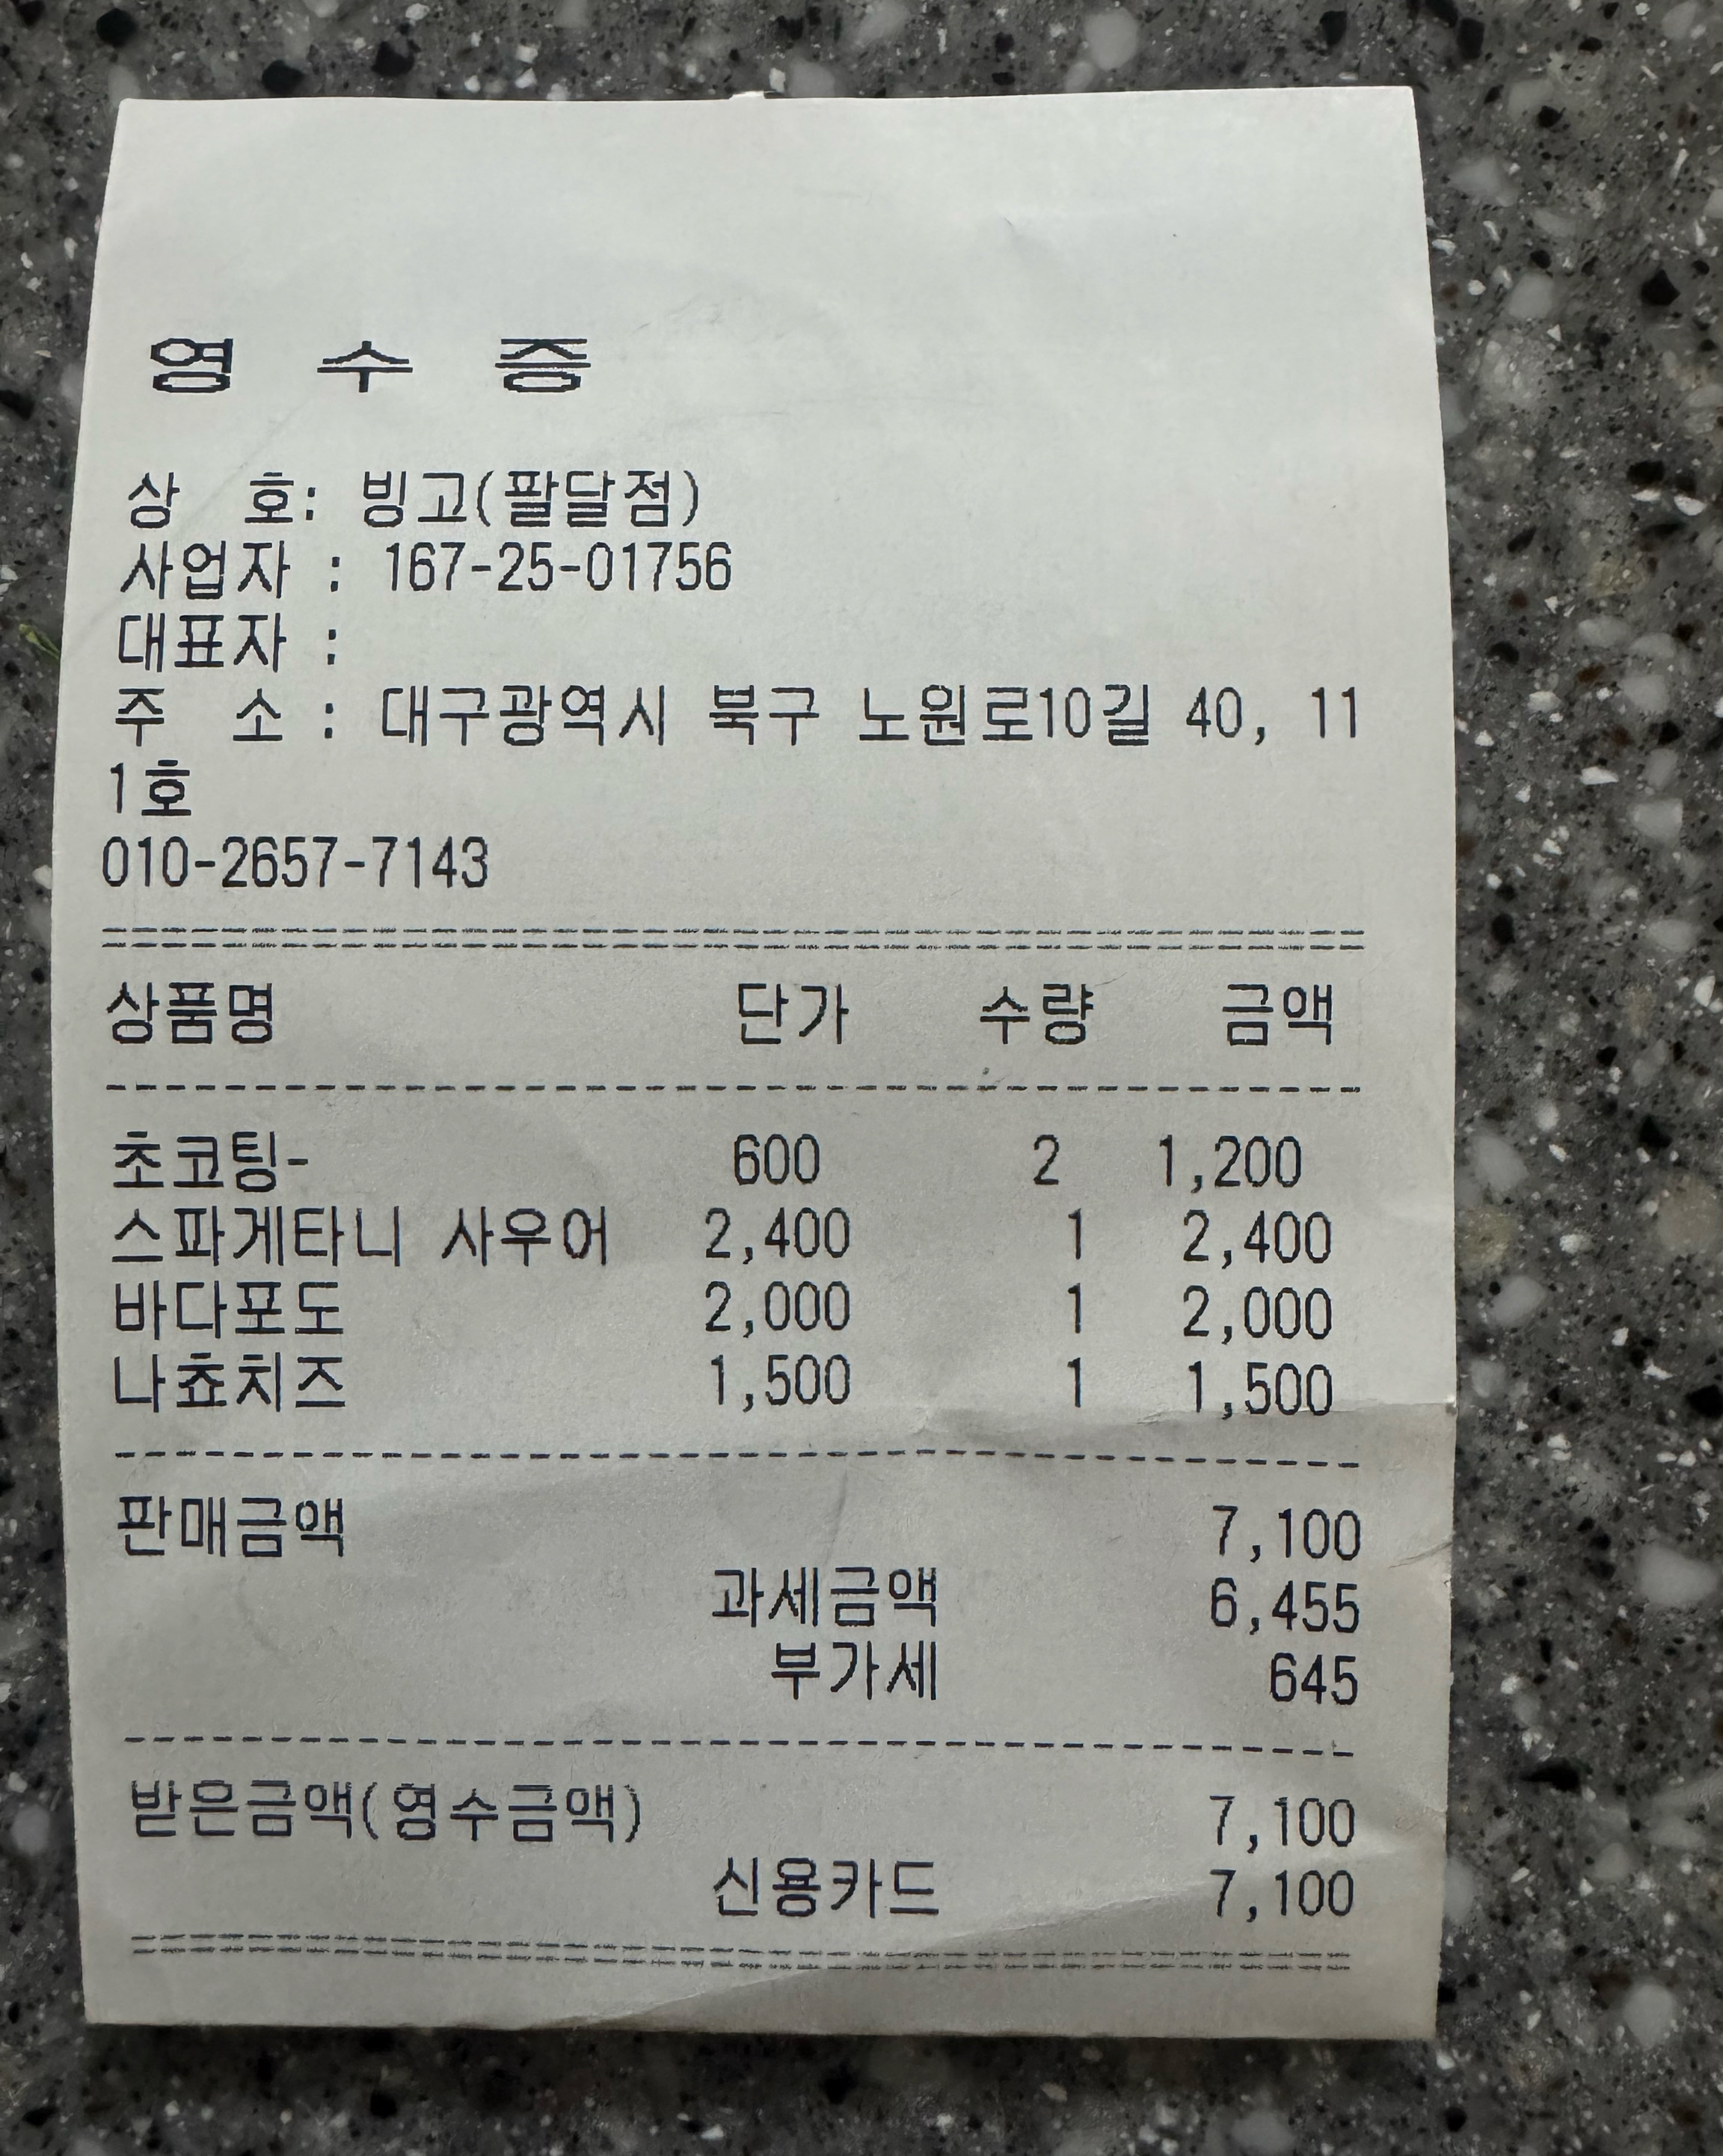 영 수 증
상 호: 빙고(팔달점)
사업자 : 167-25-01756
대표자 :
주 소 : 대구광역시 북구 노원로10길 40, 11
1호
010-2657-7143
상품명 단가 수량 금액
초코팅- 600 2 1,200
스파게타니 사우어 2,400 1 2,400
바다포도 2,000 1 2,000
나쵸치즈 1,500 1 1,500
판매금액 7,100
과세금액 6,455
부가세 645
받은금액(영수금액) 7,100
신용카드 7,100